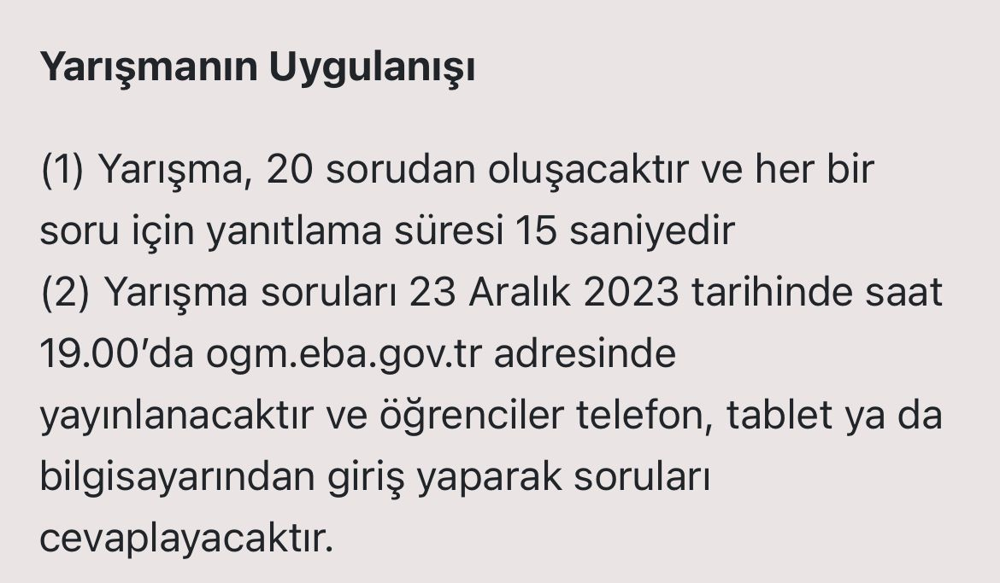 Yarışmanın Uygulanışı
(1) Yarışma, 20 sorudan oluşacaktır ve her bir
soru için yanıtlama süresi 15 saniyedir
(2) Yarışma soruları 23 Aralık 2023 tarihinde saat
19.00’da ogm.eba.gov.tr adresinde
yayınlanacaktır ve öğrenciler telefon, tablet ya da
bilgisayarından giriş yaparak soruları
cevaplayacaktır.